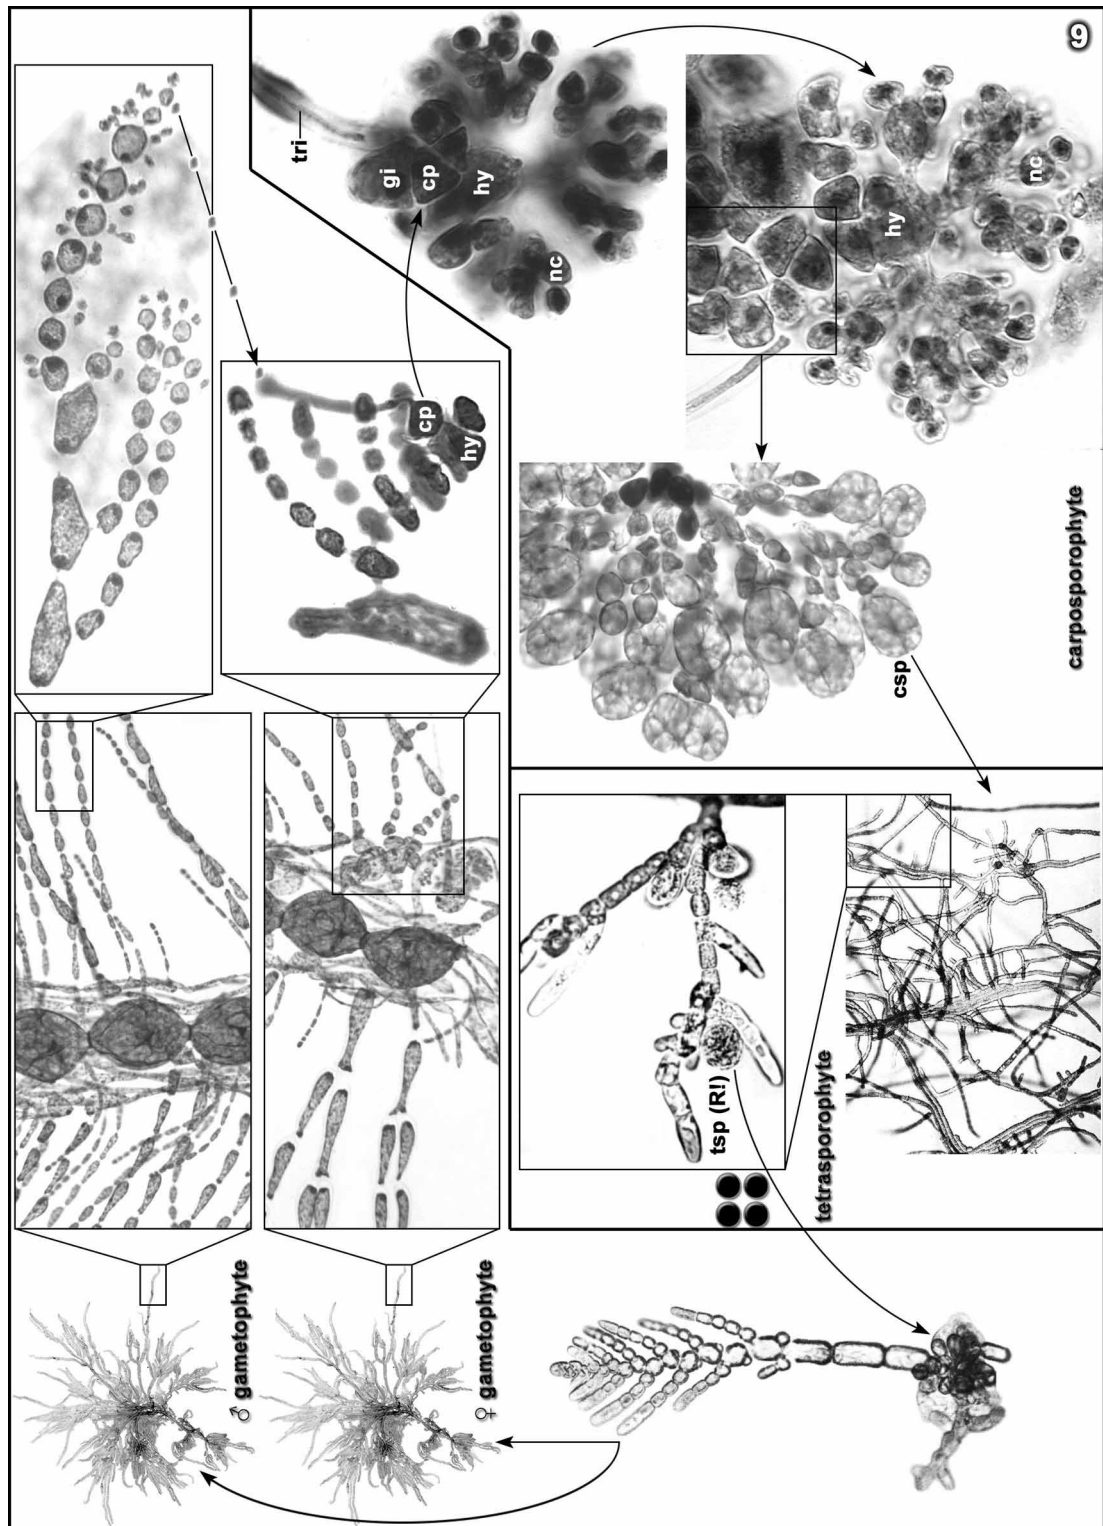 9
tri
gi
cp
hy
nc
hy
nc
cp
hy
csp
carposporophyte
tsp (R!)
tetrasporophyte
♂ gametophyte
♀ gametophyte